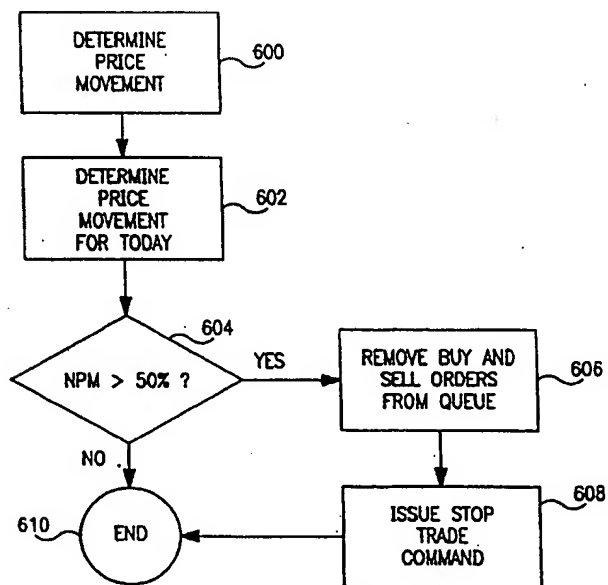 DETERMINE
PRICE
MOVEMENT
600
DETERMINE
PRICE
MOVEMENT
FOR TODAY
602
604
NPM > 50% ?
YES
REMOVE BUY AND
SELL ORDERS
FROM QUEUE
606
NO
610
END
ISSUE STOP
TRADE
COMMAND
608